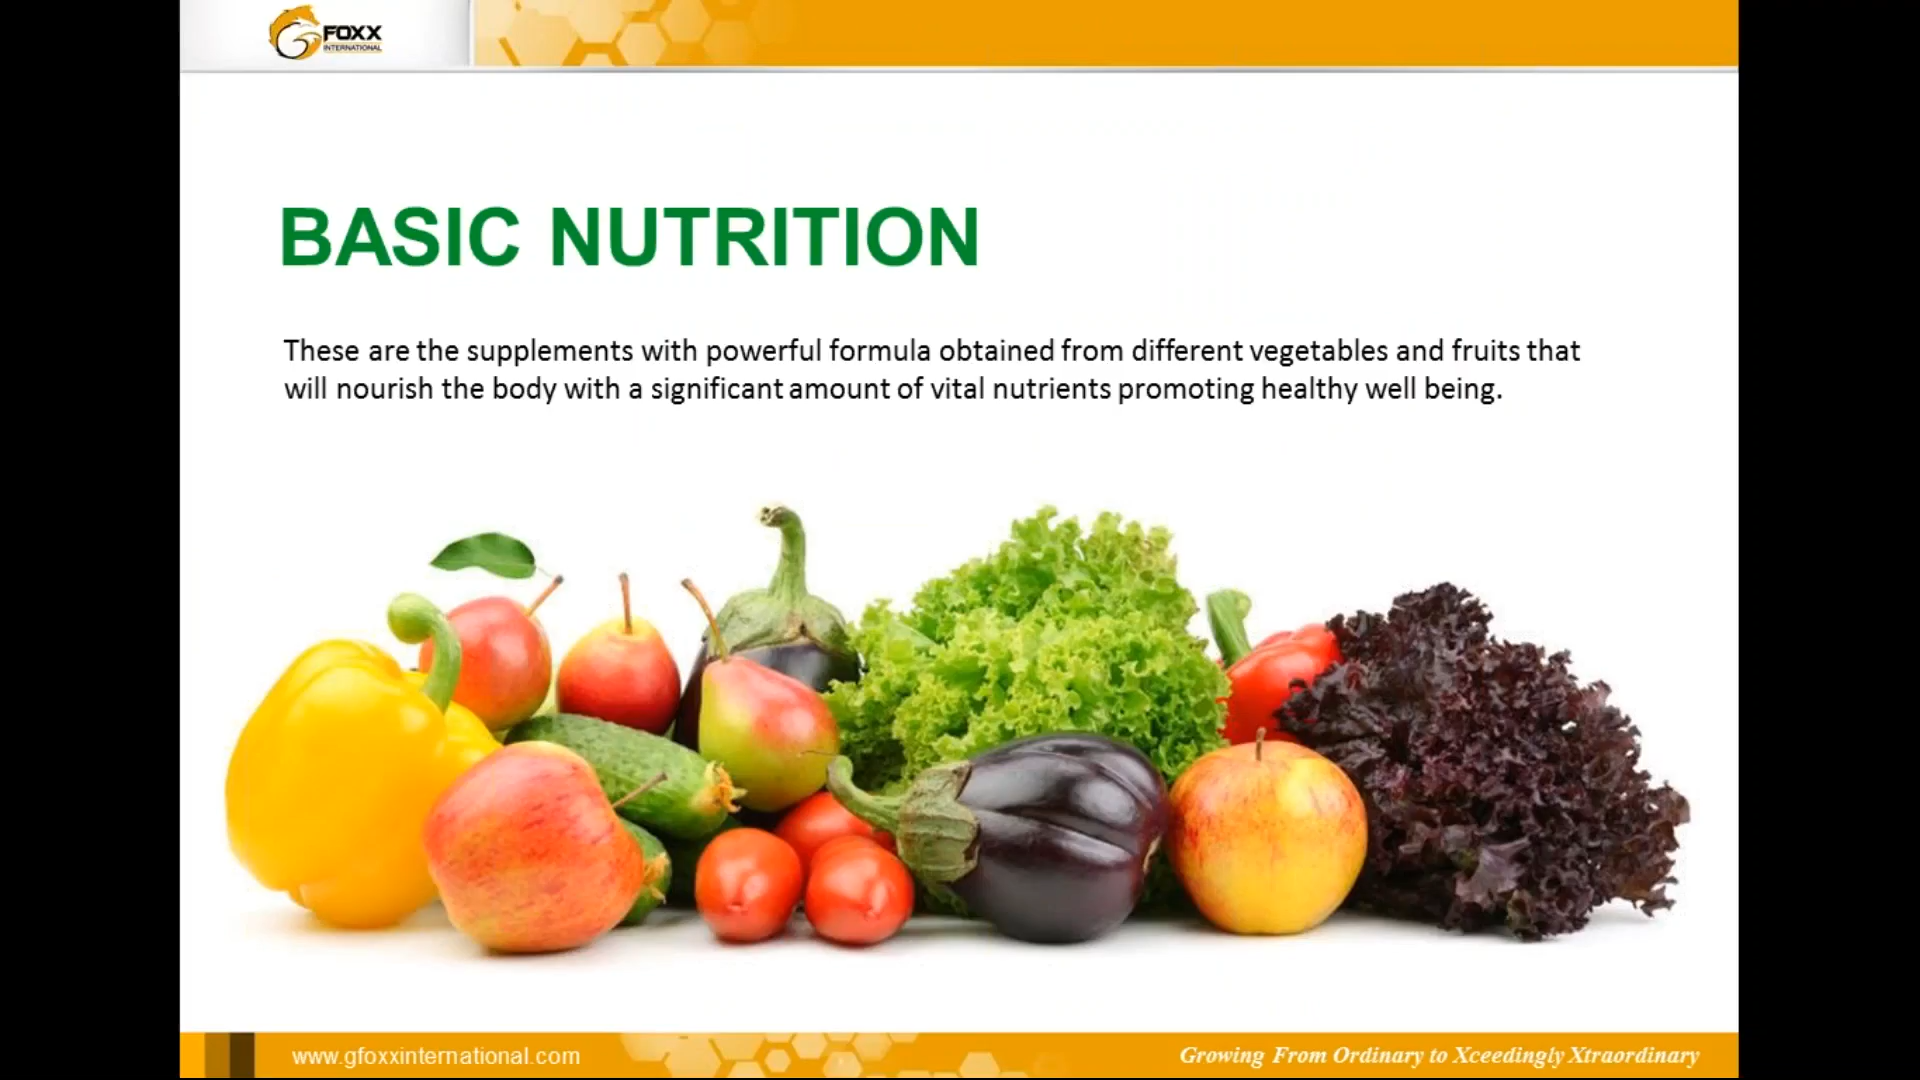 FOXX
INTERNATIONAL
BASIC NUTRITION
These are the supplements with powerful formula obtained from different vegetables and fruits that
will nourish the body with a significant amount of vital nutrients promoting healthy well being.
www.gfoxxinternational.com
Growing From Ordinary to Xceedingly Xtraordinary